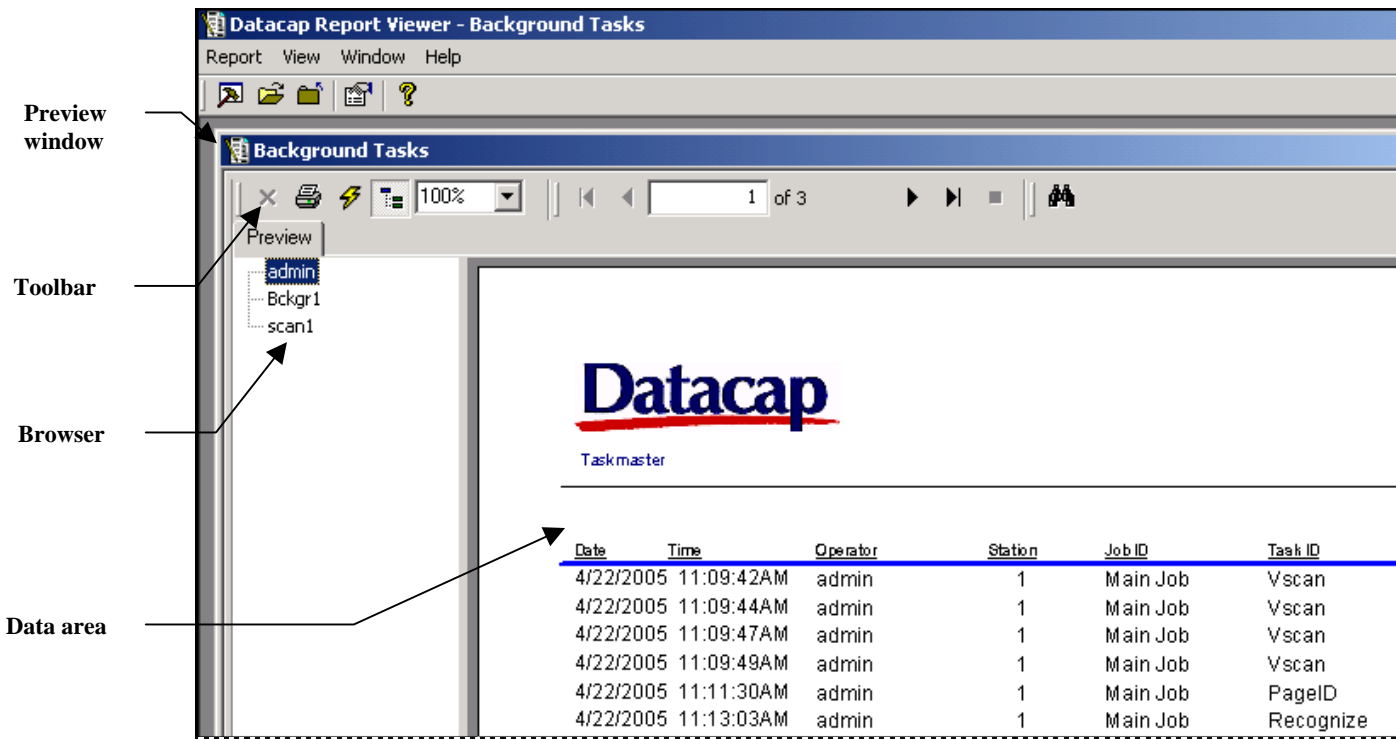 Datacap Report Viewer - Background Tasks
Report View Window Help
Preview window
Background Tasks
100%
1 of 3
Preview
Toolbar
admin
Bckgr1
scan1
Browser
Datacap
Taskmaster
Data area
Date Time Operator Station Job ID Task ID
4/22/2005 11:09:42AM admin 1 Main Job Vscan
4/22/2005 11:09:44AM admin 1 Main Job Vscan
4/22/2005 11:09:47AM admin 1 Main Job Vscan
4/22/2005 11:09:49AM admin 1 Main Job Vscan
4/22/2005 11:11:30AM admin 1 Main Job PageID
4/22/2005 11:13:03AM admin 1 Main Job Recognize